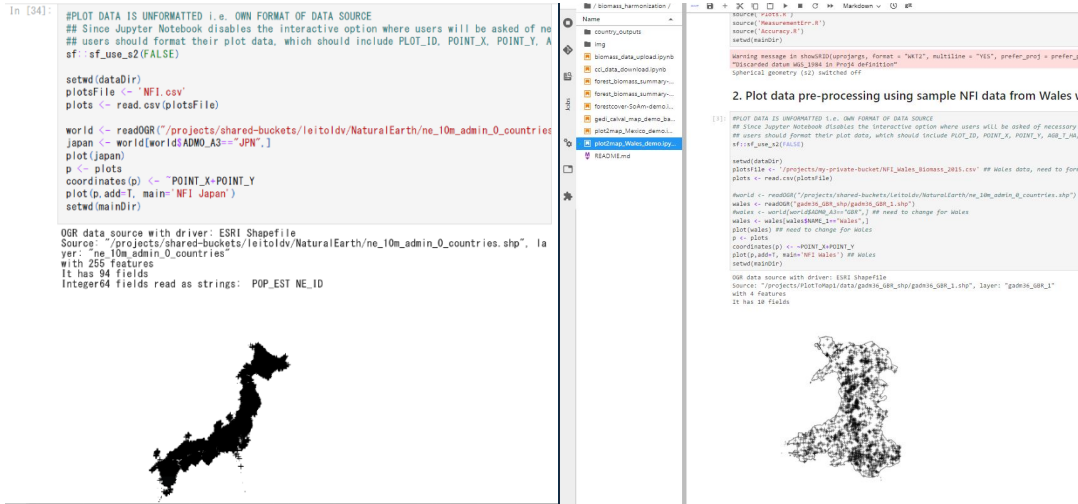 In [34]:
#PLOT DATA IS UNFORMATTED i.e. OWN FORMAT OF DATA SOURCE
## Since Jupyter Notebook disables the interactive option where users will be asked of ne
## users should format their plot data, which should include PLOT_ID, POINT_X, POINT_Y, A
sf::sf_use_s2(FALSE)
setwd(dataDir)
plotsFile <- 'NFI.csv'
plots <- read.csv(plotsFile)
world <- readOGR("/projects/shared-buckets/leitoldv/NaturalEarth/ne_10m_admin_0_countries
japan <- world[world$ADM0_A3=="JPN",]
plot(japan)
p <- plots
coordinates(p) <- ~POINT_X+POINT_Y
plot(p,add=T, main='NFI Japan')
setwd(mainDir)
OGR data source with driver: ESRI Shapefile
Source: "/projects/shared-buckets/leitoldv/NaturalEarth/ne_10m_admin_0_countries.shp", la
yer: "ne_10m_admin_0_countries"
with 255 features
It has 94 fields
Integer64 fields read as strings:  POP_EST NE_ID
/ biomass_harmonization /
Name
country_outputs
img
biomass_data_upload.ipynb
cci_data_download.ipynb
forest_biomass_summary-...
forest_biomass_summary-...
forestcover-SoAm-demo.i...
gedi_calval_map_demo_ba...
plot2map_Mexico_demo.i...
plot2map_Wales_demo.ipy...
README.md
Markdown
source('Plots.R')
source('MeasurementErr.R')
source('Accuracy.R')
setwd(mainDir)
Warning message in showSRID(uprojargs, format = "WKT2", multiline = "YES", prefer_proj = prefer_p
"Discarded datum WGS_1984 in Proj4 definition"
Spherical geometry (s2) switched off
2. Plot data pre-processing using sample NFI data from Wales
[3]:
#PLOT DATA IS UNFORMATTED i.e. OWN FORMAT OF DATA SOURCE
## Since Jupyter Notebook disables the interactive option where users will be asked of necessary
## users should format their plot data, which should include PLOT_ID, POINT_X, POINT_Y, AGB_T_HA,
sf::sf_use_s2(FALSE)
setwd(dataDir)
plotsFile <- '/projects/my-private-bucket/NFI_Wales_Biomass_2015.csv' ## Wales data, need to for
plots <- read.csv(plotsFile)
#world <- readOGR("/projects/shared-buckets/leitoldv/NaturalEarth/ne_10m_admin_0_countries.shp")
wales <- readOGR("gadm36_GBR_shp/gadm36_GBR_1.shp")
#wales <- world[world$ADM0_A3=="GBR",] ## need to change for Wales
wales <- wales[wales$NAME_1=="Wales",]
plot(wales) ## need to change for Wales
p <- plots
coordinates(p) <- ~POINT_X+POINT_Y
plot(p,add=T, main='NFI Wales') ## Wales
setwd(mainDir)
OGR data source with driver: ESRI Shapefile
Source: "/projects/PlotToMap1/data/gadm36_GBR_shp/gadm36_GBR_1.shp", layer: "gadm36_GBR_1"
with 4 features
It has 10 fields